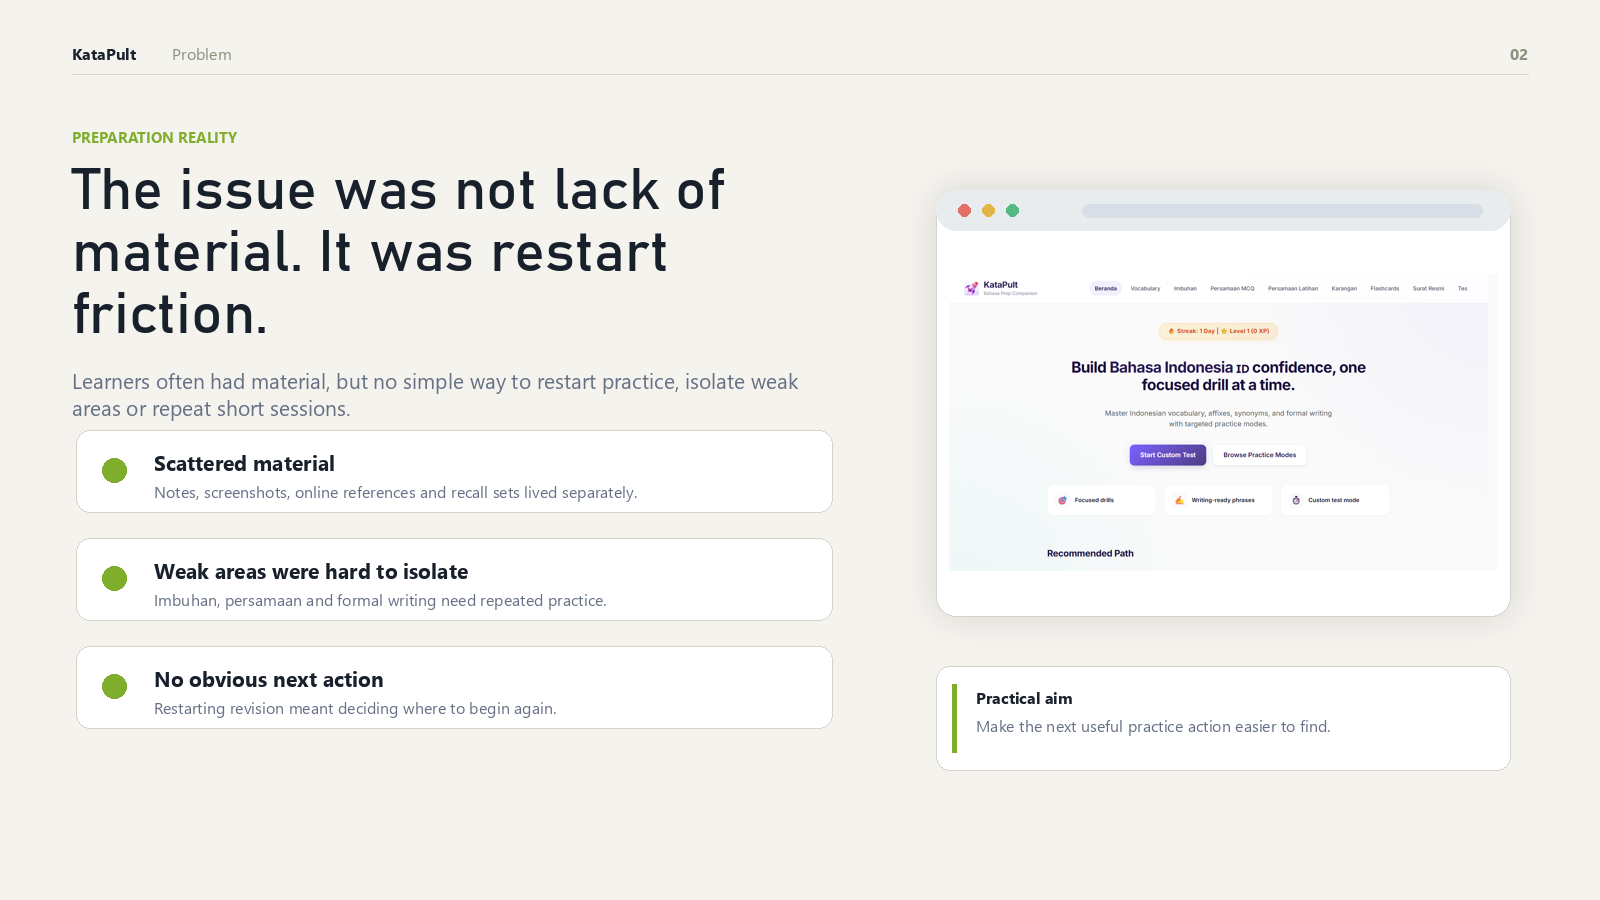 KataPult
Problem
02
PREPARATION REALITY
The issue was not lack of
material. It was restart
friction.
Learners often had material, but no simple way to restart practice, isolate weak
areas or repeat short sessions.
Scattered material
Notes, screenshots, online references and recall sets lived separately.
Weak areas were hard to isolate
Imbuhan, persamaan and formal writing need repeated practice.
No obvious next action
Restarting revision meant deciding where to begin again.
KataPult
Bahasa Prep Companion
Beranda
Vocabulary
Imbuhan
Persamaan MCQ
Persamaan Latihan
Karangan
Flashcards
Surat Resmi
Tes
🔥 Streak: 1 Day | ⭐ Level 1 (0 XP)
Build Bahasa Indonesia ID confidence, one
focused drill at a time.
Master Indonesian vocabulary, affixes, synonyms, and formal writing
with targeted practice modes.
Start Custom Test
Browse Practice Modes
Focused drills
Writing-ready phrases
Custom test mode
Recommended Path
Practical aim
Make the next useful practice action easier to find.